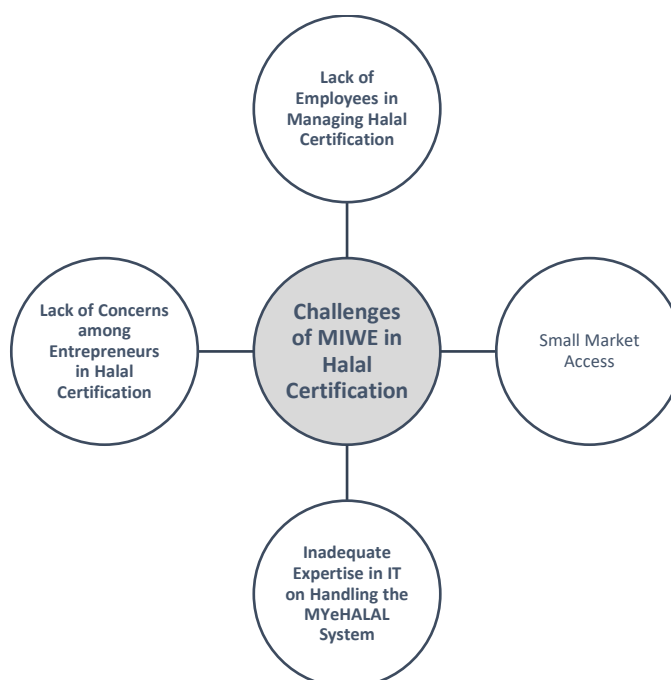 Lack of
Employees in
Managing Halal
Certification
Lack of Concerns
among
Entrepreneurs
in Halal
Certification
Challenges
of MIWE in
Halal
Certification
Small Market
Access
Inadequate
Expertise in IT
on Handling the
MYeHALAL
System